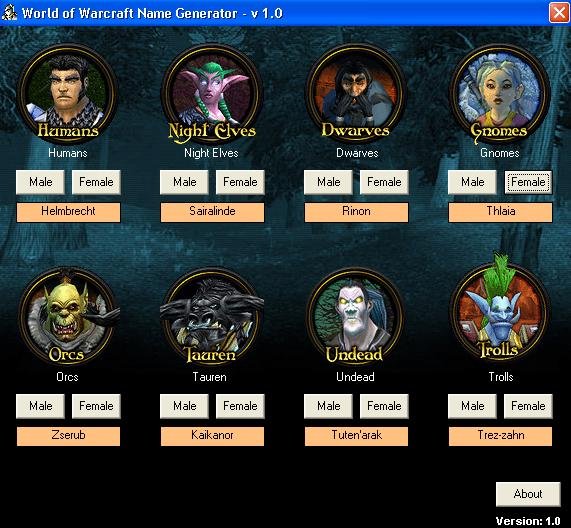 World of Warcraft Name Generator - v 1.0
Humans Night Elves Dwarves Gnomes
Humans Night Elves Dwarves Gnomes
Male Female Male Female Male Female Male Female
Helmbrecht Sairalinde Rinon Thlaia
Orcs Tauren Undead Trolls
Orcs Tauren Undead Trolls
Male Female Male Female Male Female Male Female
Zserub Kaikanor Tuten'arak Trez-zahn
About
Version: 1.0